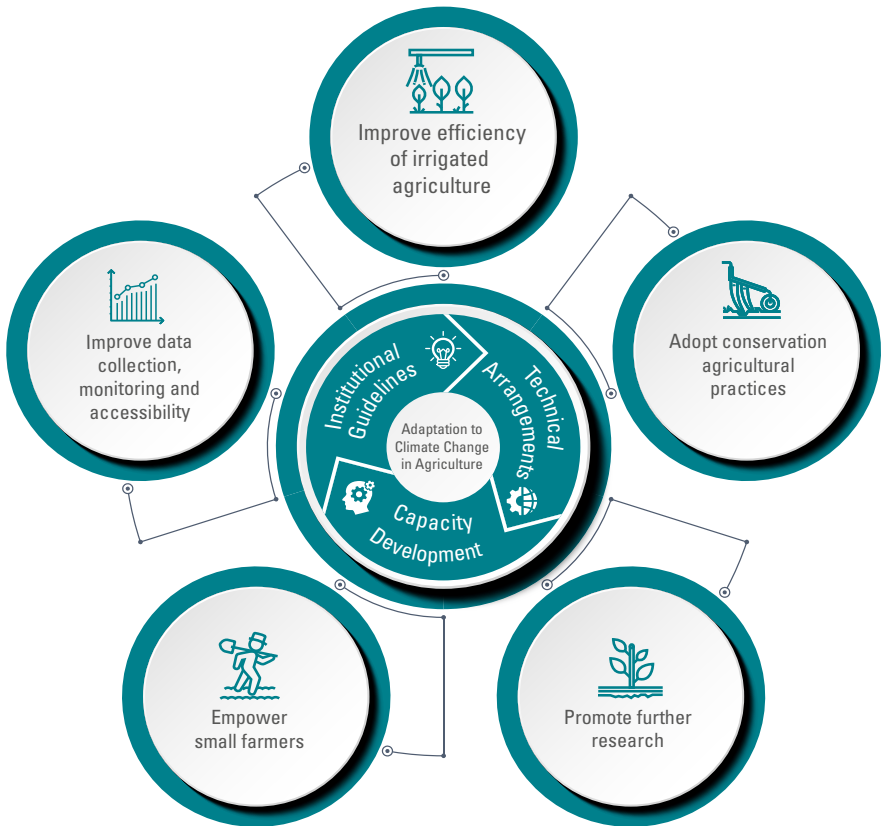 Improve efficiency
of irrigated
agriculture
Improve data
collection,
monitoring and
accessibility
Adopt conservation
agricultural
practices
Institutional
Guidelines
Technical
Arrangements
Adaptation to
Climate Change
in Agriculture
Capacity
Development
Empower
small farmers
Promote further
research